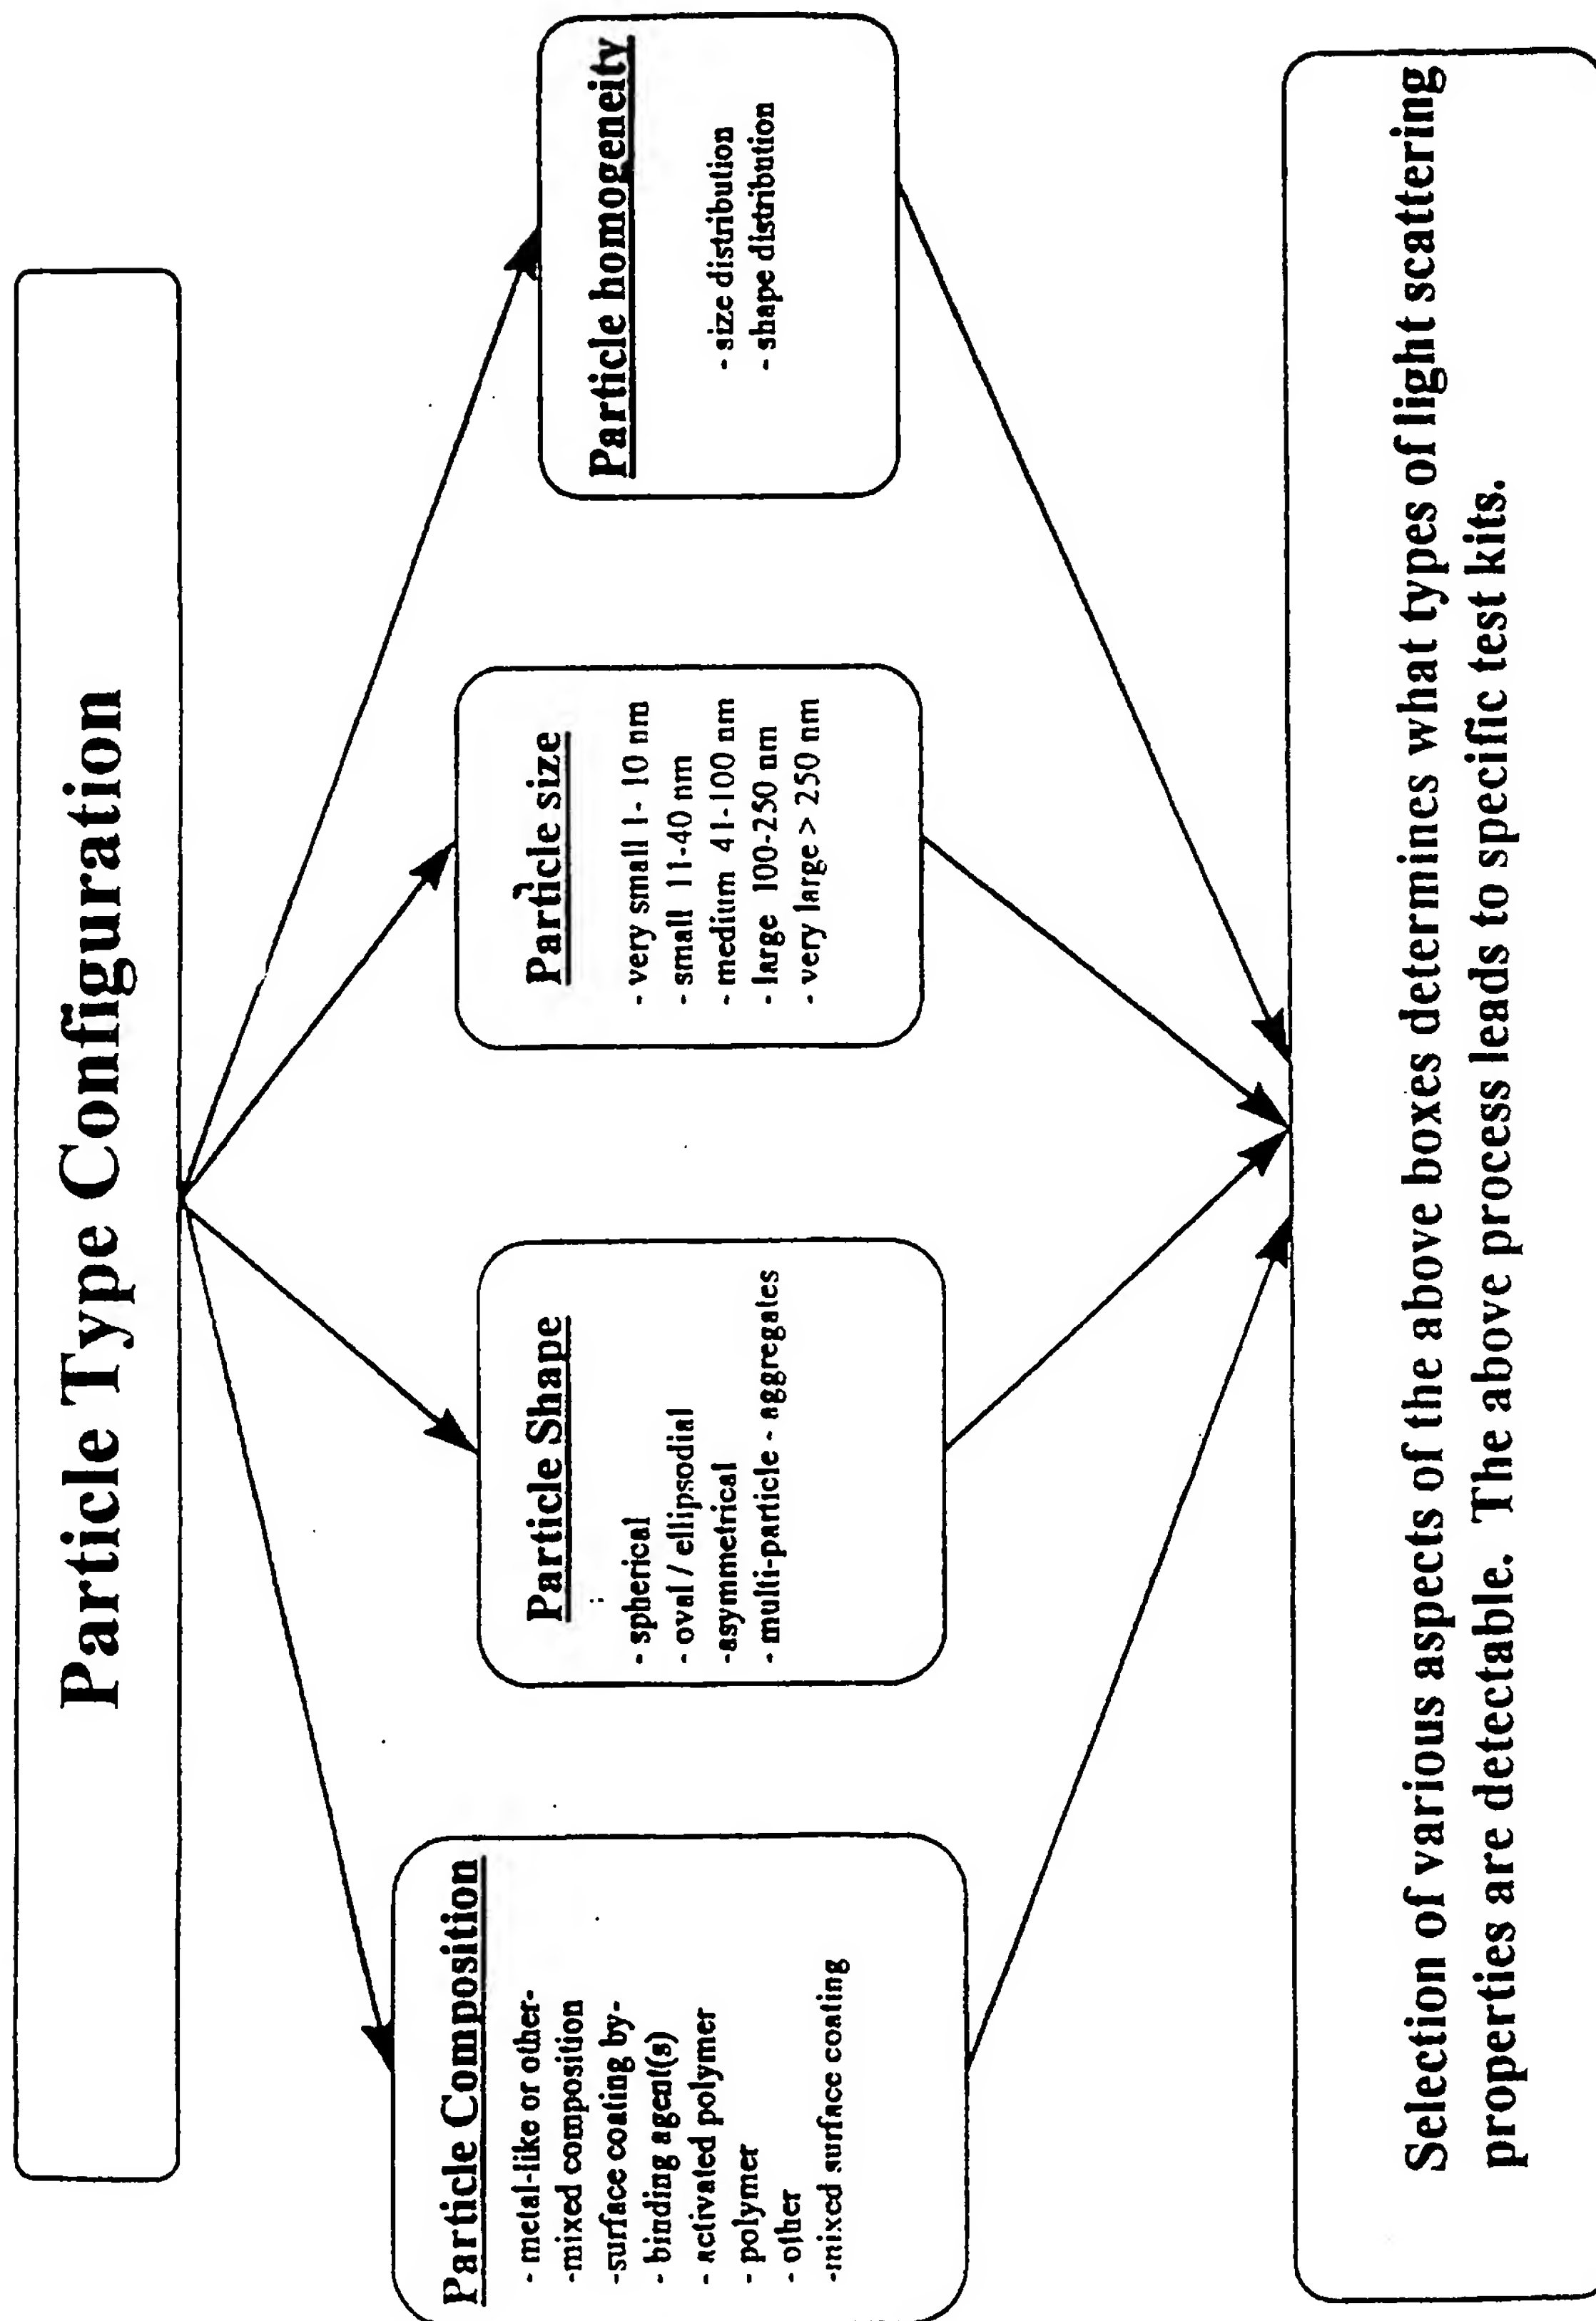 Particle Type Configuration
Particle Composition
- metal-like or other-
-mixed composition
-surface coating by-
- binding agent(s)
- activated polymer
- polymer
- other
-mixed surface coating
Particle Shape
- spherical
- oval / ellipsodial
-asymmetrical
- multi-particle - aggregates
Particle size
- very small 1- 10 nm
- small 11-40 nm
- medium 41-100 nm
- large 100-250 nm
- very large > 250 nm
Particle homogeneity
- size distribution
- shape distribution
Selection of various aspects of the above boxes determines what types of light scattering
properties are detectable. The above process leads to specific test kits.